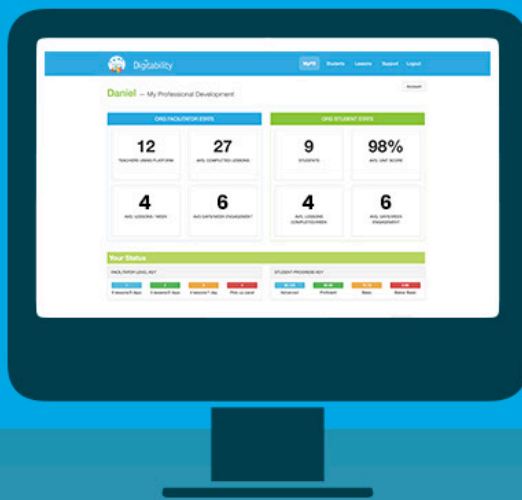 Digitability
MyPD Students Lessons Support Logout
Account
Daniel – My Professional Development
ORG FACILITATOR STATS
ORG STUDENT STATS
12
TEACHERS USING PLATFORM
27
AVG. COMPLETED LESSONS
9
STUDENTS
98%
AVG. UNIT SCORE
4
AVG. LESSONS / WEEK
6
AVG. DAYS/WEEK ENGAGEMENT
4
AVG. LESSONS
COMPLETED/WEEK
6
AVG. DAYS/WEEK
ENGAGEMENT
Your Status
FACILITATOR LEVEL KEY
STUDENT PROGRESS KEY
Advanced
Proficient
Basic
Below Basic